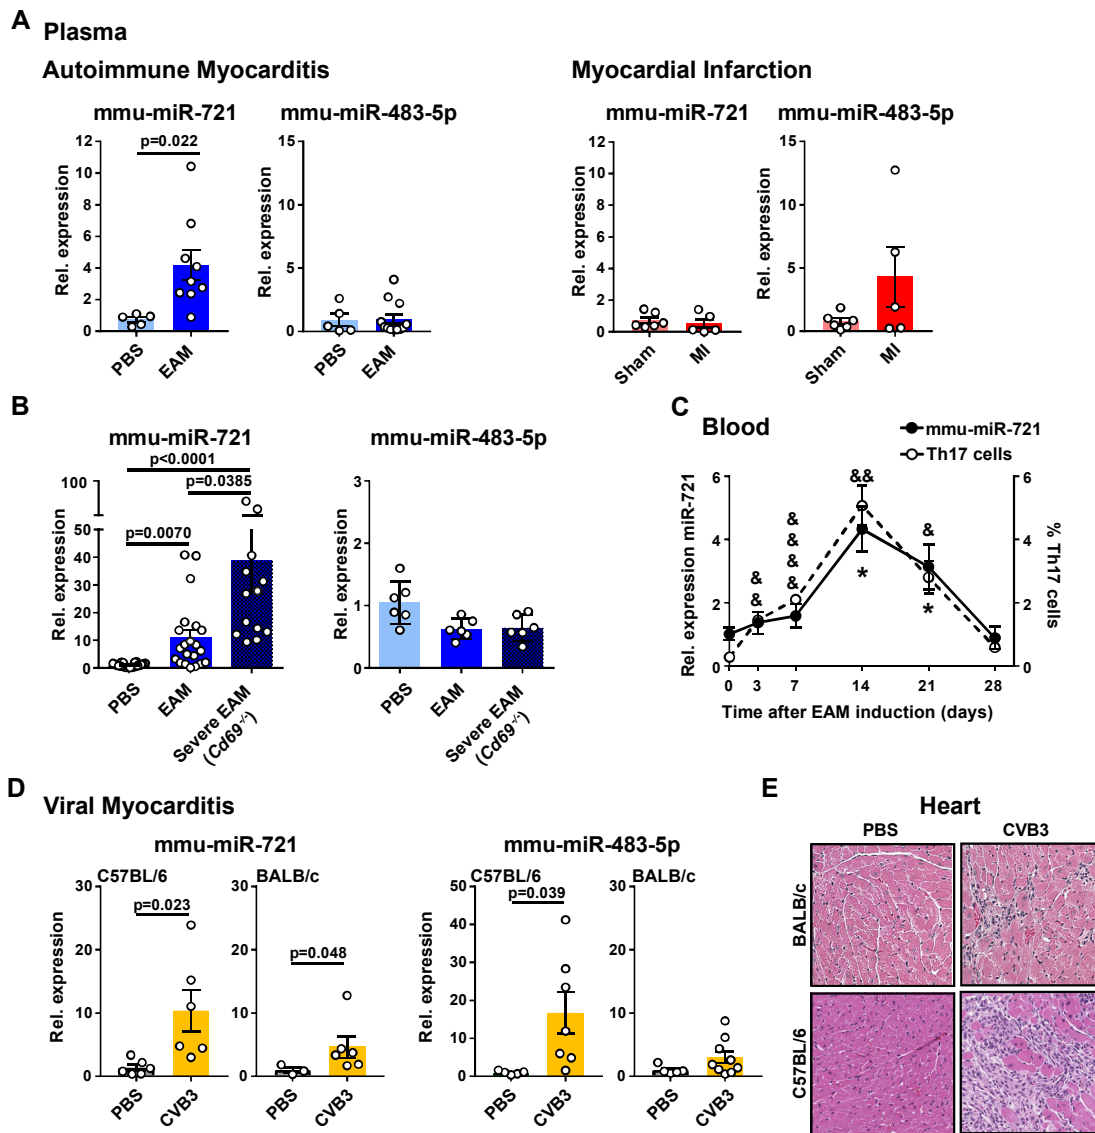 A
Plasma
Autoimmune Myocarditis
Myocardial Infarction
mmu-miR-721
mmu-miR-483-5p
mmu-miR-721
mmu-miR-483-5p
Rel. expression
12
10
8
6
4
2
0
p=0.022
PBS
EAM
Rel. expression
15
10
5
0
PBS
EAM
Rel. expression
12
10
8
6
4
2
0
Sham
MI
Rel. expression
15
10
5
0
Sham
MI
B
mmu-miR-721
p<0.0001
p=0.0385
p=0.0070
Rel. expression
100
50
40
30
20
10
0
PBS
EAM
Severe EAM
(Cd69-/-)
mmu-miR-483-5p
Rel. expression
3
2
1
0
PBS
EAM
Severe EAM
(Cd69-/-)
C
Blood
mmu-miR-721
Th17 cells
Rel. expression miR-721
6
4
2
0
% Th17 cells
6
4
2
0
&
&
&
&
&
&
&&
&
*
*
0
3
7
14
21
28
Time after EAM induction (days)
D
Viral Myocarditis
mmu-miR-721
mmu-miR-483-5p
C57BL/6
p=0.023
Rel. expression
30
20
10
0
PBS
CVB3
BALB/c
p=0.048
30
20
10
0
PBS
CVB3
C57BL/6
p=0.039
Rel. expression
50
40
30
20
10
0
PBS
CVB3
BALB/c
30
20
10
0
PBS
CVB3
E
Heart
PBS
CVB3
BALB/c
C57BL/6